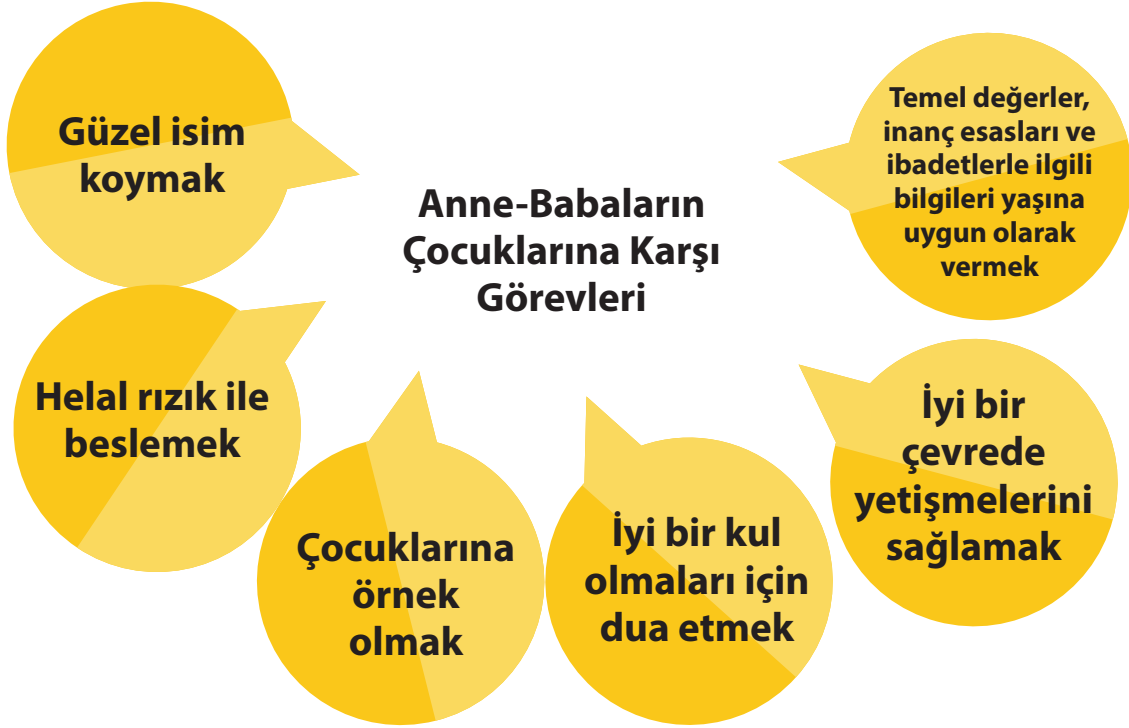 Güzel isim
koymak
Temel değerler,
inanç esasları ve
ibadetlerle ilgili
bilgileri yaşına
uygun olarak
vermek
Anne-Babaların
Çocuklarına Karşı
Görevleri
Helal rızık ile
beslemek
İyi bir
çevrede
yetişmelerini
sağlamak
Çocuklarına
örnek
olmak
İyi bir kul
olmaları için
dua etmek